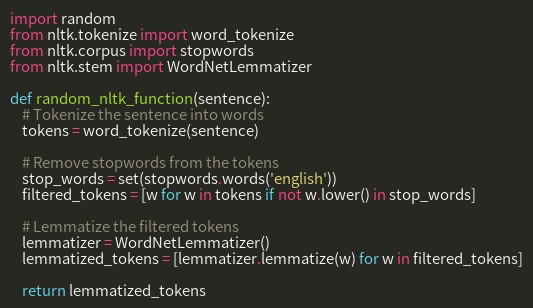 import random
from nltk.tokenize import word_tokenize
from nltk.corpus import stopwords
from nltk.stem import WordNetLemmatizer

def random_nltk_function(sentence):
    # Tokenize the sentence into words
    tokens = word_tokenize(sentence)

    # Remove stopwords from the tokens
    stop_words = set(stopwords.words('english'))
    filtered_tokens = [w for w in tokens if not w.lower() in stop_words]

    # Lemmatize the filtered tokens
    lemmatizer = WordNetLemmatizer()
    lemmatized_tokens = [lemmatizer.lemmatize(w) for w in filtered_tokens]

    return lemmatized_tokens